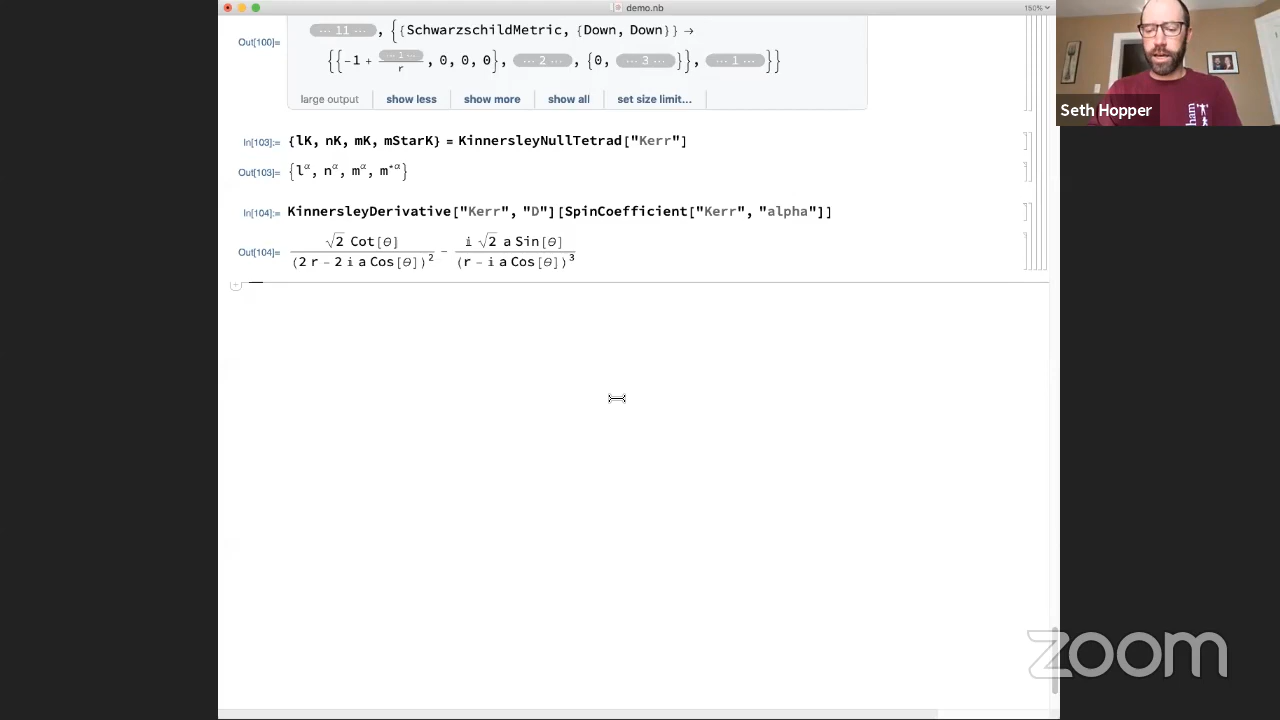 demo.nb
150%
··· 11 ··· , {{SchwarzschildMetric, {Down, Down}} →
Out[100]=
{{-1 + ··· 1 ··· / r , 0, 0, 0}, ··· 2 ··· , {0, ··· 3 ··· }}, ··· 1 ··· }}
large output show less show more show all set size limit...
Seth Hopper
In[103]:= {lK, nK, mK, mStarK} = KinnersleyNullTetrad["Kerr"]
Out[103]= {l^α, n^α, m^α, m^*α}
In[104]:= KinnersleyDerivative["Kerr", "D"][SpinCoefficient["Kerr", "alpha"]]
Out[104]= √2 Cot[θ] / (2 r - 2 i a Cos[θ])^2 - i √2 a Sin[θ] / (r - i a Cos[θ])^3
zoom